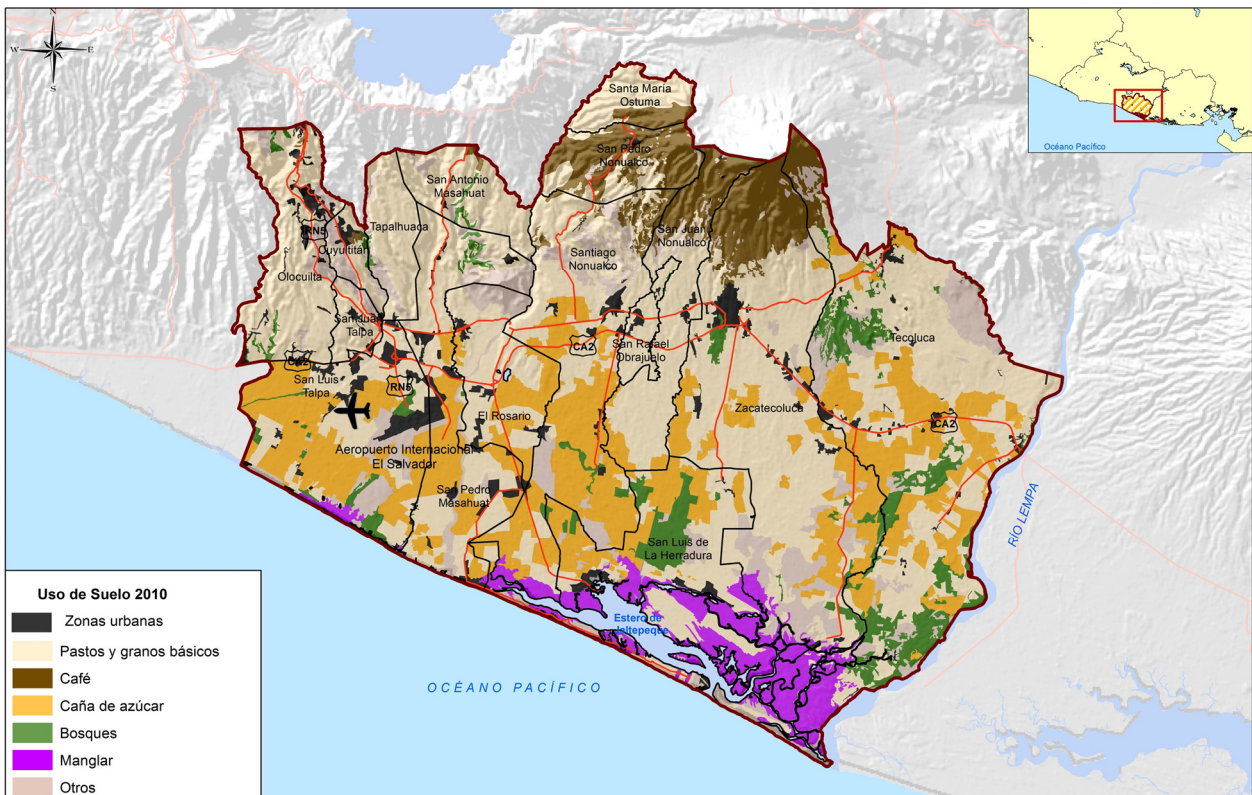 N
W
E
S
Océano Pacífico
Santa María
Ostuma
San Pedro
Nonualco
San Antonio
Masahuat
Tapalhuaca
RN5
Cuyultitán
San Juan
Nonualco
Santiago
Nonualco
Olocuilta
San Juan
Talpa
CA2
CA2
San Rafael
Obrajuelo
Tecoluca
San Luis
Talpa
RN5
El Rosario
Zacatecoluca
CA2
Aeropuerto Internacional
El Salvador
San Pedro
Masahuat
RÍO LEMPA
San Luis de
La Herradura
Estero de
Jaltepeque
OCÉANO PACÍFICO
Uso de Suelo 2010
Zonas urbanas
Pastos y granos básicos
Café
Caña de azúcar
Bosques
Manglar
Otros